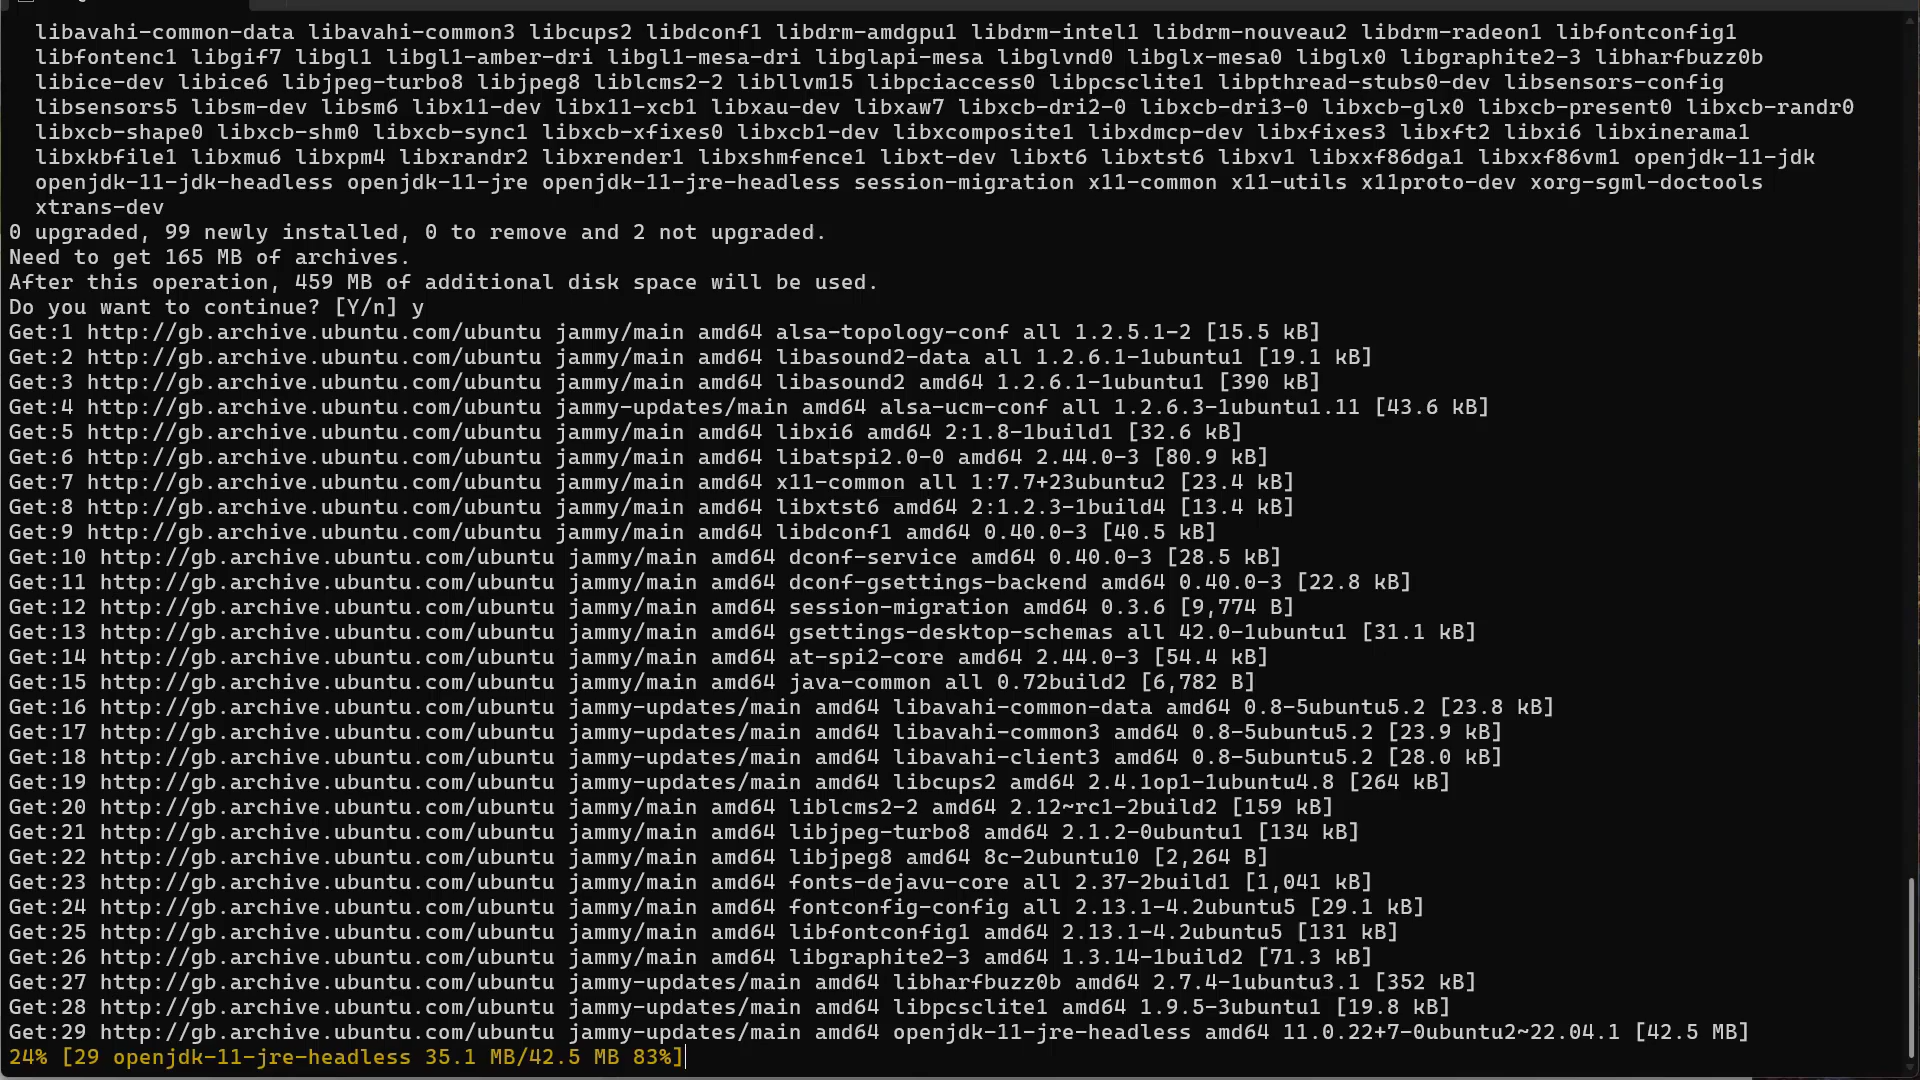 libavahi-common-data libavahi-common3 libcups2 libdconf1 libdrm-amdgpu1 libdrm-intel1 libdrm-nouveau2 libdrm-radeon1 libfontconfig1
libfontenc1 libgif7 libgl1 libgl1-amber-dri libgl1-mesa-dri libglapi-mesa libglvnd0 libglx-mesa0 libglx0 libgraphite2-3 libharfbuzz0b
libice-dev libice6 libjpeg-turbo8 libjpeg8 liblcms2-2 libllvm15 libpciaccess0 libpcsclite1 libpthread-stubs0-dev libsensors-config
libsensors5 libsm-dev libsm6 libx11-dev libx11-xcb1 libxau-dev libxaw7 libxcb-dri2-0 libxcb-dri3-0 libxcb-glx0 libxcb-present0 libxcb-randr0
libxcb-shape0 libxcb-shm0 libxcb-sync1 libxcb-xfixes0 libxcb1-dev libxcomposite1 libxdmcp-dev libxfixes3 libxft2 libxi6 libxinerama1
libxkbfile1 libxmu6 libxpm4 libxrandr2 libxrender1 libxshmfence1 libxt-dev libxt6 libxtst6 libxv1 libxxf86dga1 libxxf86vm1 openjdk-11-jdk
openjdk-11-jdk-headless openjdk-11-jre openjdk-11-jre-headless session-migration x11-common x11-utils x11proto-dev xorg-sgml-doctools
xtrans-dev
0 upgraded, 99 newly installed, 0 to remove and 2 not upgraded.
Need to get 165 MB of archives.
After this operation, 459 MB of additional disk space will be used.
Do you want to continue? [Y/n] y
Get:1 http://gb.archive.ubuntu.com/ubuntu jammy/main amd64 alsa-topology-conf all 1.2.5.1-2 [15.5 kB]
Get:2 http://gb.archive.ubuntu.com/ubuntu jammy/main amd64 libasound2-data all 1.2.6.1-1ubuntu1 [19.1 kB]
Get:3 http://gb.archive.ubuntu.com/ubuntu jammy/main amd64 libasound2 amd64 1.2.6.1-1ubuntu1 [390 kB]
Get:4 http://gb.archive.ubuntu.com/ubuntu jammy-updates/main amd64 alsa-ucm-conf all 1.2.6.3-1ubuntu1.11 [43.6 kB]
Get:5 http://gb.archive.ubuntu.com/ubuntu jammy/main amd64 libxi6 amd64 2:1.8-1build1 [32.6 kB]
Get:6 http://gb.archive.ubuntu.com/ubuntu jammy/main amd64 libatspi2.0-0 amd64 2.44.0-3 [80.9 kB]
Get:7 http://gb.archive.ubuntu.com/ubuntu jammy/main amd64 x11-common all 1:7.7+23ubuntu2 [23.4 kB]
Get:8 http://gb.archive.ubuntu.com/ubuntu jammy/main amd64 libxtst6 amd64 2:1.2.3-1build4 [13.4 kB]
Get:9 http://gb.archive.ubuntu.com/ubuntu jammy/main amd64 libdconf1 amd64 0.40.0-3 [40.5 kB]
Get:10 http://gb.archive.ubuntu.com/ubuntu jammy/main amd64 dconf-service amd64 0.40.0-3 [28.5 kB]
Get:11 http://gb.archive.ubuntu.com/ubuntu jammy/main amd64 dconf-gsettings-backend amd64 0.40.0-3 [22.8 kB]
Get:12 http://gb.archive.ubuntu.com/ubuntu jammy/main amd64 session-migration amd64 0.3.6 [9,774 B]
Get:13 http://gb.archive.ubuntu.com/ubuntu jammy/main amd64 gsettings-desktop-schemas all 42.0-1ubuntu1 [31.1 kB]
Get:14 http://gb.archive.ubuntu.com/ubuntu jammy/main amd64 at-spi2-core amd64 2.44.0-3 [54.4 kB]
Get:15 http://gb.archive.ubuntu.com/ubuntu jammy/main amd64 java-common all 0.72build2 [6,782 B]
Get:16 http://gb.archive.ubuntu.com/ubuntu jammy-updates/main amd64 libavahi-common-data amd64 0.8-5ubuntu5.2 [23.8 kB]
Get:17 http://gb.archive.ubuntu.com/ubuntu jammy-updates/main amd64 libavahi-common3 amd64 0.8-5ubuntu5.2 [23.9 kB]
Get:18 http://gb.archive.ubuntu.com/ubuntu jammy-updates/main amd64 libavahi-client3 amd64 0.8-5ubuntu5.2 [28.0 kB]
Get:19 http://gb.archive.ubuntu.com/ubuntu jammy-updates/main amd64 libcups2 amd64 2.4.1op1-1ubuntu4.8 [264 kB]
Get:20 http://gb.archive.ubuntu.com/ubuntu jammy/main amd64 liblcms2-2 amd64 2.12~rc1-2build2 [159 kB]
Get:21 http://gb.archive.ubuntu.com/ubuntu jammy/main amd64 libjpeg-turbo8 amd64 2.1.2-0ubuntu1 [134 kB]
Get:22 http://gb.archive.ubuntu.com/ubuntu jammy/main amd64 libjpeg8 amd64 8c-2ubuntu10 [2,264 B]
Get:23 http://gb.archive.ubuntu.com/ubuntu jammy/main amd64 fonts-dejavu-core all 2.37-2build1 [1,041 kB]
Get:24 http://gb.archive.ubuntu.com/ubuntu jammy/main amd64 fontconfig-config all 2.13.1-4.2ubuntu5 [29.1 kB]
Get:25 http://gb.archive.ubuntu.com/ubuntu jammy/main amd64 libfontconfig1 amd64 2.13.1-4.2ubuntu5 [131 kB]
Get:26 http://gb.archive.ubuntu.com/ubuntu jammy/main amd64 libgraphite2-3 amd64 1.3.14-1build2 [71.3 kB]
Get:27 http://gb.archive.ubuntu.com/ubuntu jammy-updates/main amd64 libharfbuzz0b amd64 2.7.4-1ubuntu3.1 [352 kB]
Get:28 http://gb.archive.ubuntu.com/ubuntu jammy-updates/main amd64 libpcsclite1 amd64 1.9.5-3ubuntu1 [19.8 kB]
Get:29 http://gb.archive.ubuntu.com/ubuntu jammy-updates/main amd64 openjdk-11-jre-headless amd64 11.0.22+7-0ubuntu2~22.04.1 [42.5 MB]
24% [29 openjdk-11-jre-headless 35.1 MB/42.5 MB 83%]